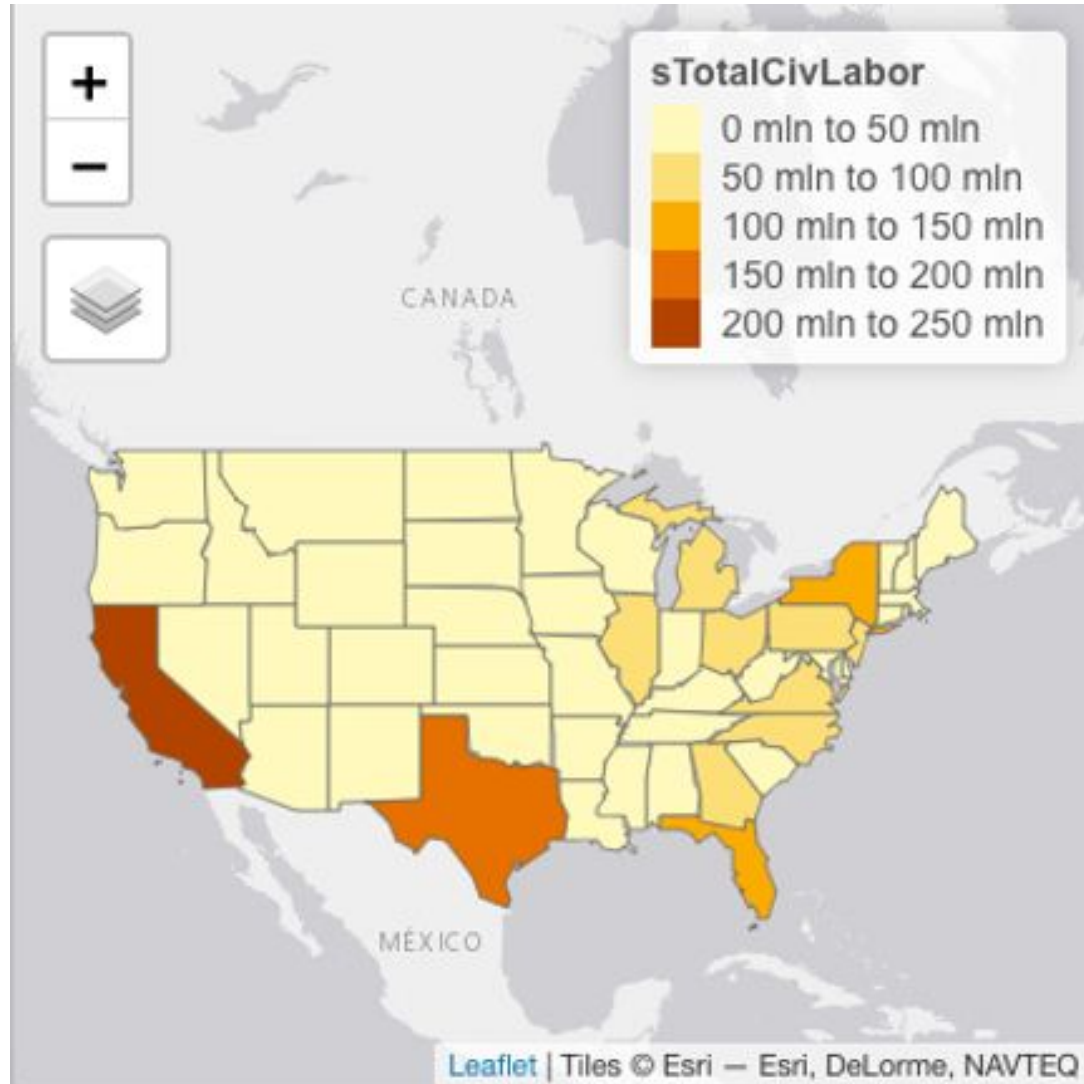 +
−
sTotalCivLabor
0 mln to 50 mln
50 mln to 100 mln
100 mln to 150 mln
150 mln to 200 mln
200 mln to 250 mln
CANADA
MÉXICO
Leaflet | Tiles © Esri — Esri, DeLorme, NAVTEQ